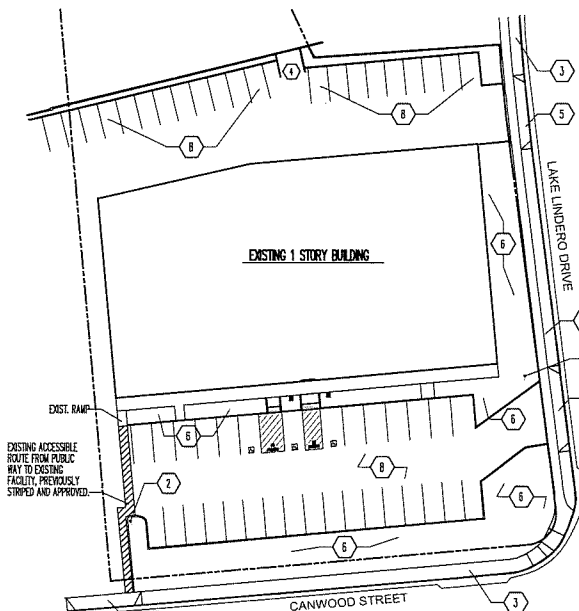 3
4
5
8
8
LAKE LINDERO DRIVE
6
EXISTING 1 STORY BUILDING
EXIST. RAMP
6
6
EXISTING ACCESSIBLE
ROUTE FROM PUBLIC
WAY TO EXISTING
FACILITY, PREVIOUSLY
STRIPED AND APPROVED.
8
2
6
6
3
CANWOOD STREET